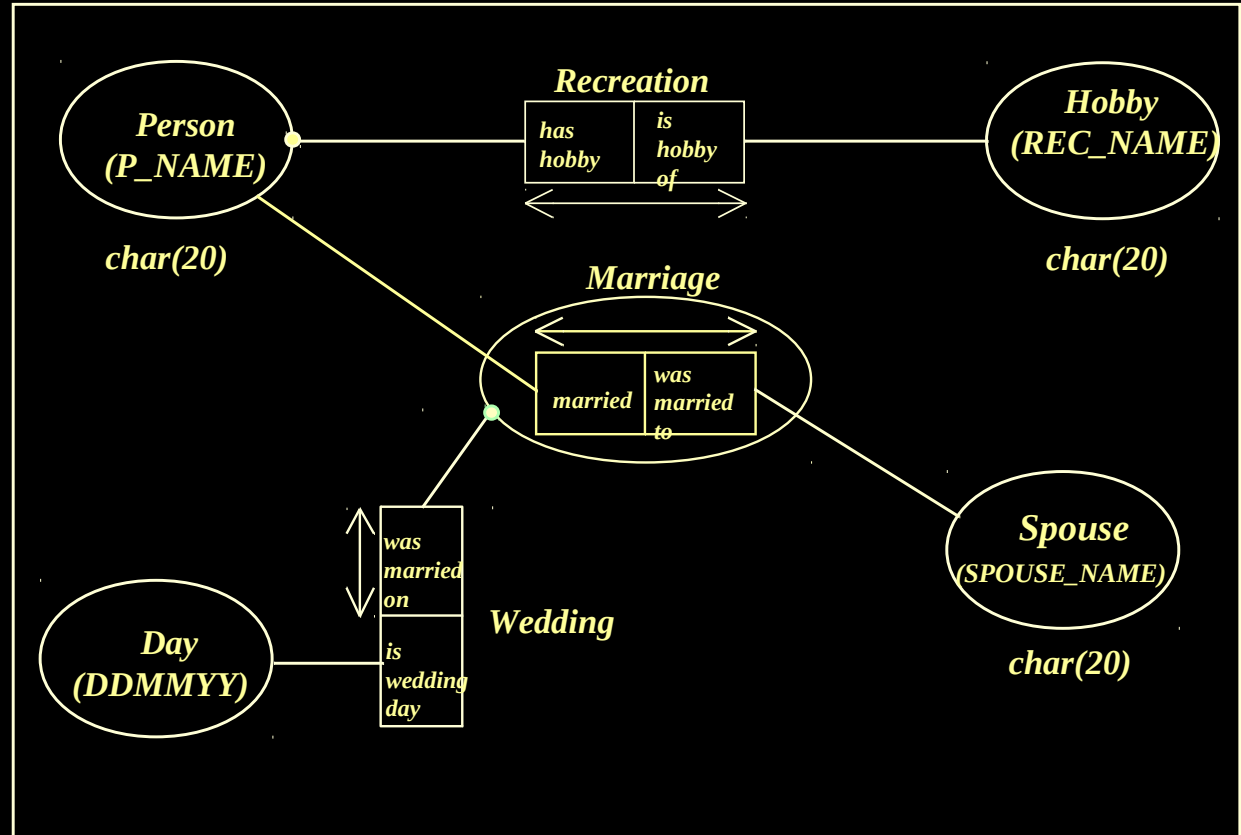 Recreation
Person
(P_NAME)
has
hobby
is
hobby
of
Hobby
(REC_NAME)
char(20)
char(20)
Marriage
married
was
married
to
was
married
on
Wedding
is
wedding
day
Day
(DDMMYY)
Spouse
(SPOUSE_NAME)
char(20)